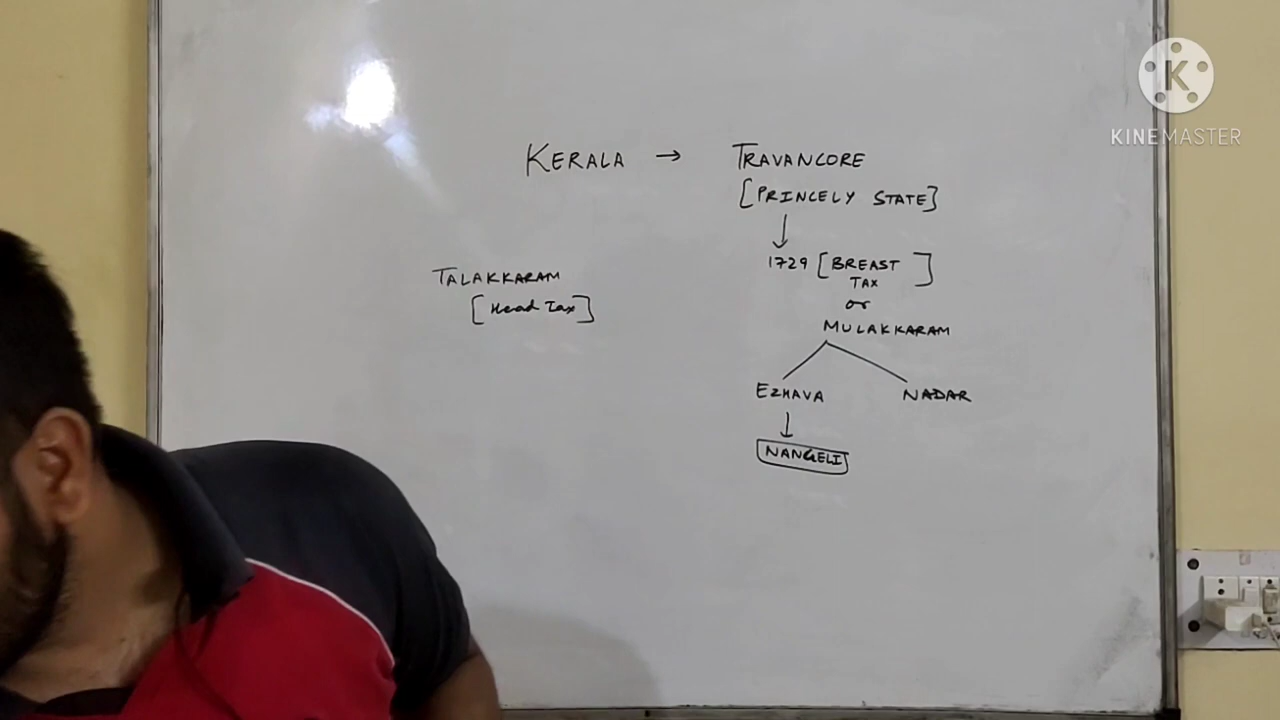 KERALA → TRAVANCORE
[PRINCELY STATE]
↓
1729 [BREAST TAX]
or
MULAKKARAM
EZHAVA NADAR
↓
NANGELI
TALAKKARAM
[Head Tax]
K
KINEMASTER